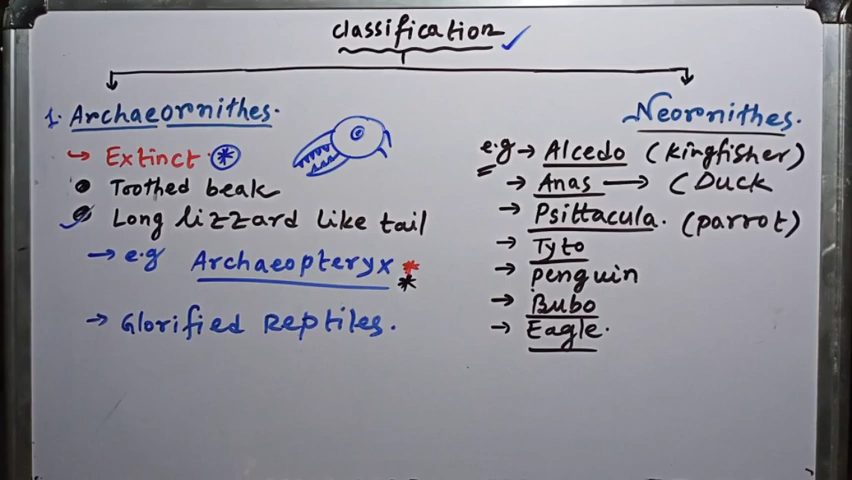 classification
1. Archaeornithes.
→ Extinct
Toothed beak
Long lizzard like tail
→ e.g Archaeopteryx
→ Glorified Reptiles.
Neornithes.
e.g → Alcedo (kingfisher)
→ Anas → (Duck
→ Psittacula. (parrot)
→ Tyto
→ penguin
→ Bubo
→ Eagle.